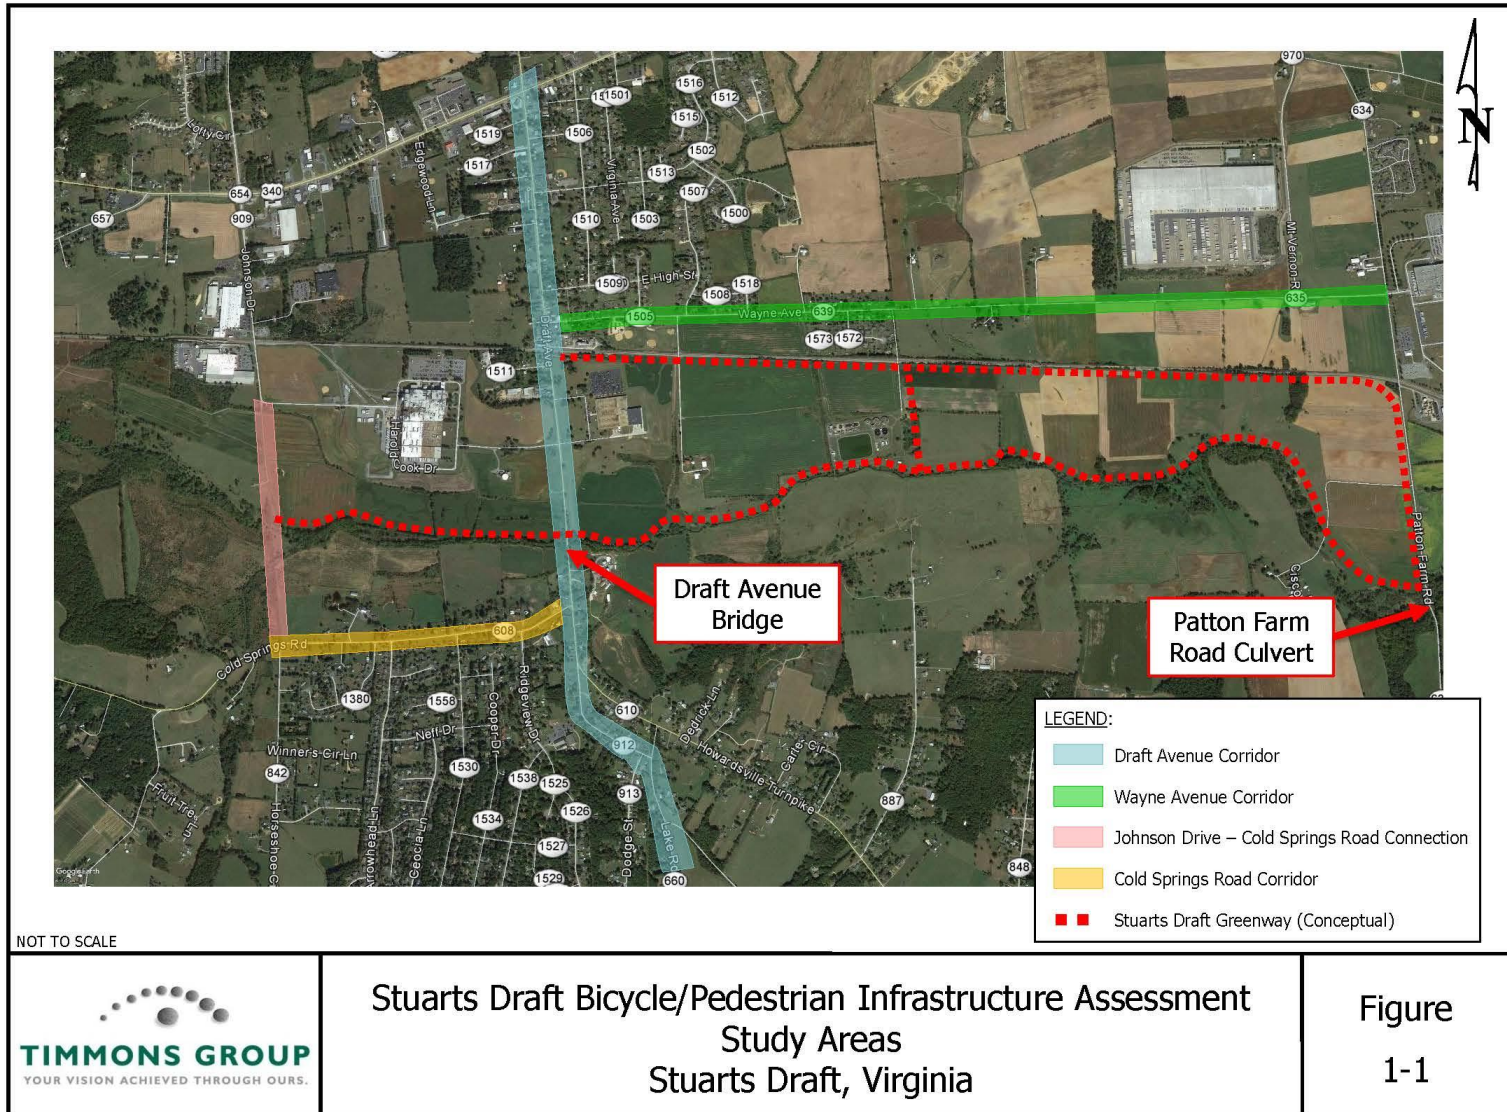 970
N
1516
1501
1512
634
1515
1519
1506
Lofty Cir
1502
1517
Edgewood Ln
Virginia Ave
1513
1507
654
340
657
909
1510
1503
1500
Johnson Dr
E High St
1509
1518
1508
Mt Vernon R
635
Draft Ave
1505
Wayne Ave
639
1573
1572
1511
Harold
Cook Dr
Patton Farm Rd
Draft Avenue
Bridge
Cisco
Patton Farm
Road Culvert
608
Cold Springs Rd
1380
1558
Cooper Dr
Ridgeview Dr
610
Dedrick Ln
Neff Dr
912
Howardsville Turnpike
Carter Cir
Winner's Cir Ln
842
1530
1538
1525
913
887
Fruit Tree
1526
1534
Horseshoe C
Arrowhead Ln
Dodge St
Lake Rd
1527
1529
660
848
Google earth
LEGEND:
Draft Avenue Corridor
Wayne Avenue Corridor
Johnson Drive – Cold Springs Road Connection
Cold Springs Road Corridor
Stuarts Draft Greenway (Conceptual)
NOT TO SCALE
TIMMONS GROUP
YOUR VISION ACHIEVED THROUGH OURS.
Stuarts Draft Bicycle/Pedestrian Infrastructure Assessment
Study Areas
Stuarts Draft, Virginia
Figure
1-1